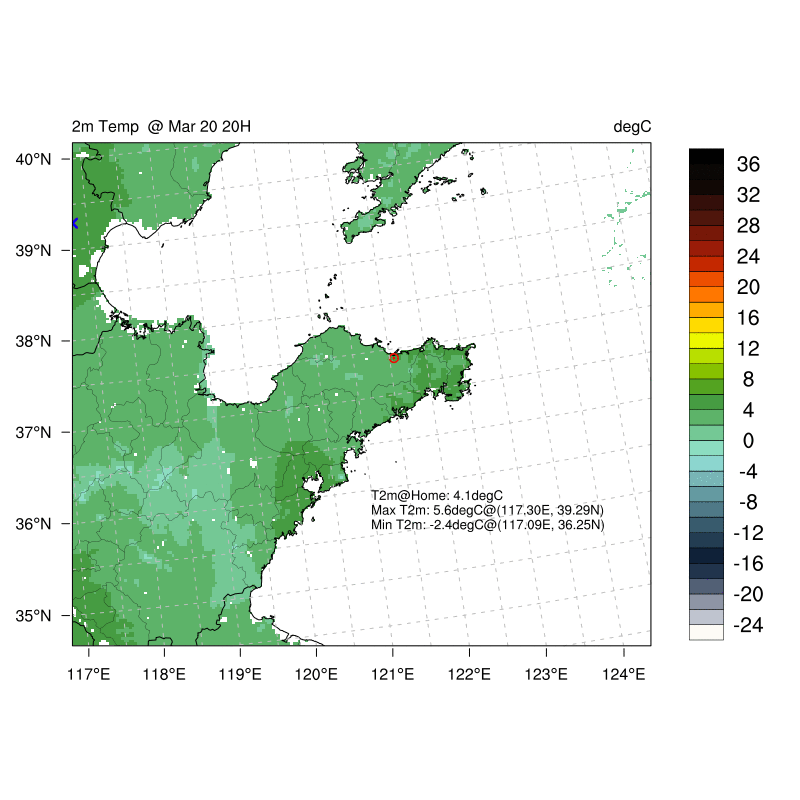 2m Temp @ Mar 20 20H
degC
40°N
39°N
38°N
37°N
36°N
35°N
117°E
118°E
119°E
120°E
121°E
122°E
123°E
124°E
T2m@Home: 4.1degC
Max T2m: 5.6degC@(117.30E, 39.29N)
Min T2m: -2.4degC@(117.09E, 36.25N)
36
32
28
24
20
16
12
8
4
0
-4
-8
-12
-16
-20
-24